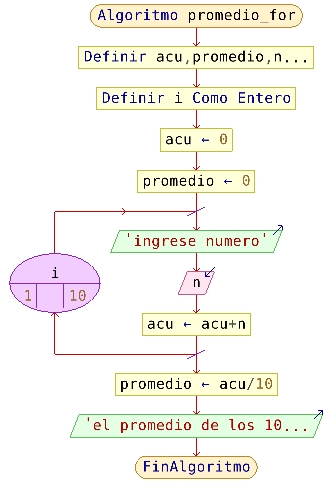 Algoritmo promedio_for
Definir acu,promedio,n...
Definir i Como Entero
acu ← 0
promedio ← 0
'ingrese numero'
i
1 10
n
acu ← acu+n
promedio ← acu/10
'el promedio de los 10...
FinAlgoritmo